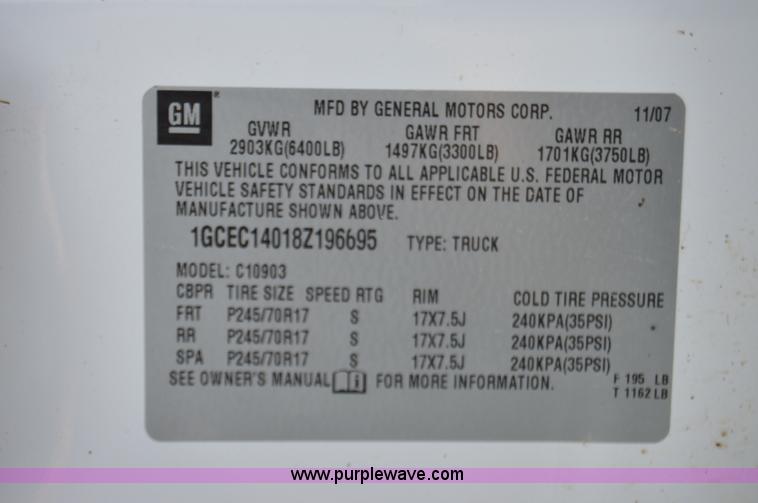 GM ®
MFD BY GENERAL MOTORS CORP. 11/07
GVWR GAWR FRT GAWR RR
2903KG(6400LB) 1497KG(3300LB) 1701KG(3750LB)
THIS VEHICLE CONFORMS TO ALL APPLICABLE U.S. FEDERAL MOTOR
VEHICLE SAFETY STANDARDS IN EFFECT ON THE DATE OF
MANUFACTURE SHOWN ABOVE.
1GCEC14018Z196695 TYPE: TRUCK
MODEL: C10903
CBPR TIRE SIZE SPEED RTG RIM COLD TIRE PRESSURE
FRT P245/70R17 S 17X7.5J 240KPA(35PSI)
RR P245/70R17 S 17X7.5J 240KPA(35PSI)
SPA P245/70R17 S 17X7.5J 240KPA(35PSI)
SEE OWNER'S MANUAL i FOR MORE INFORMATION. F 195 LB
T 1162 LB
www.purplewave.com